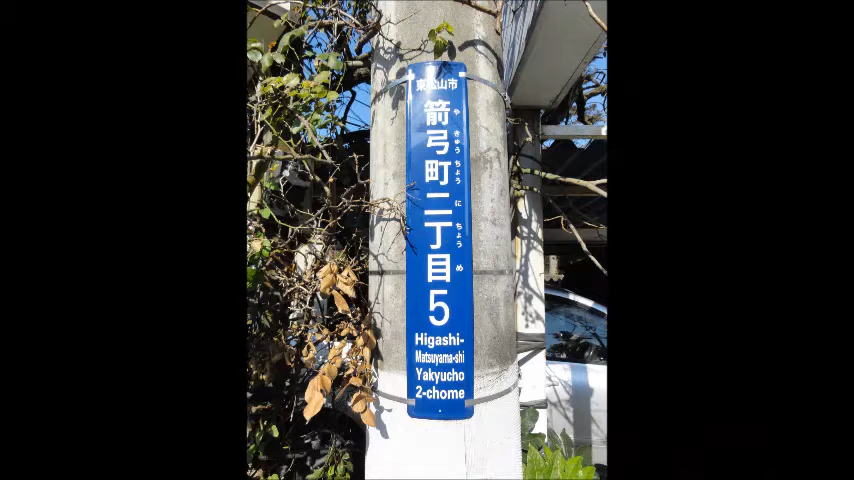 東松山市
箭弓町二丁目5
やきゅうちょうにちょうめ
Higashi-
Matsuyama-shi
Yakyucho
2-chome